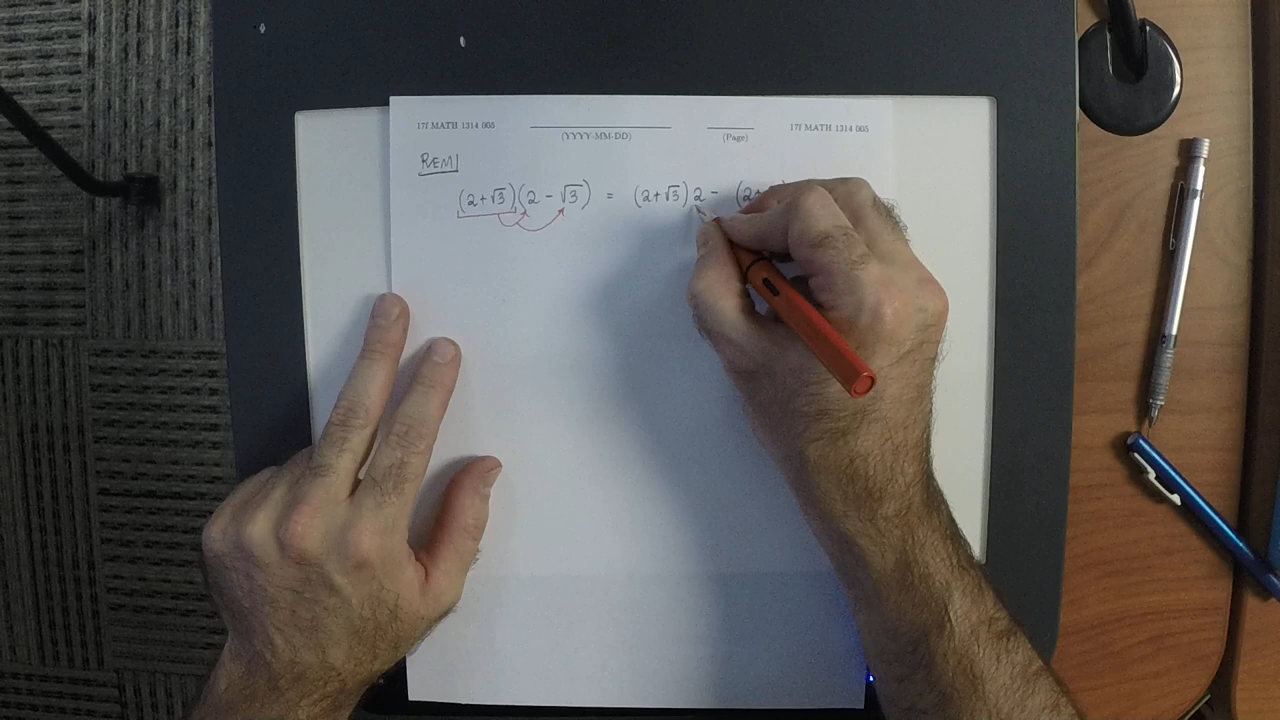 17f MATH 1314 005 (YYYY-MM-DD) (Page) 17f MATH 1314 005
REM
(2+√3)(2-√3) = (2+√3)2 - (2+